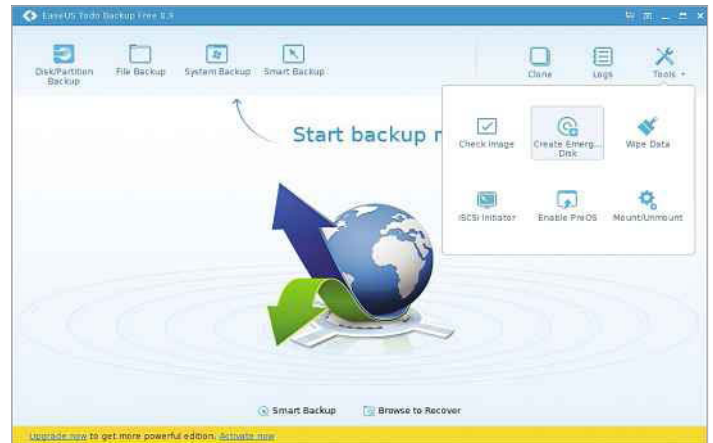 EaseUS Todo Backup Free 8.9
Disk/Partition
Backup
File Backup
System Backup
Smart Backup
Clone
Logs
Tools
Start backup n
Check Image
Create Emerg...
Disk
Wipe Data
iSCSI Initiator
Enable PreOS
Mount/Unmount
Smart Backup
Browse to Recover
Upgrade now to get more powerful edition. Activate now